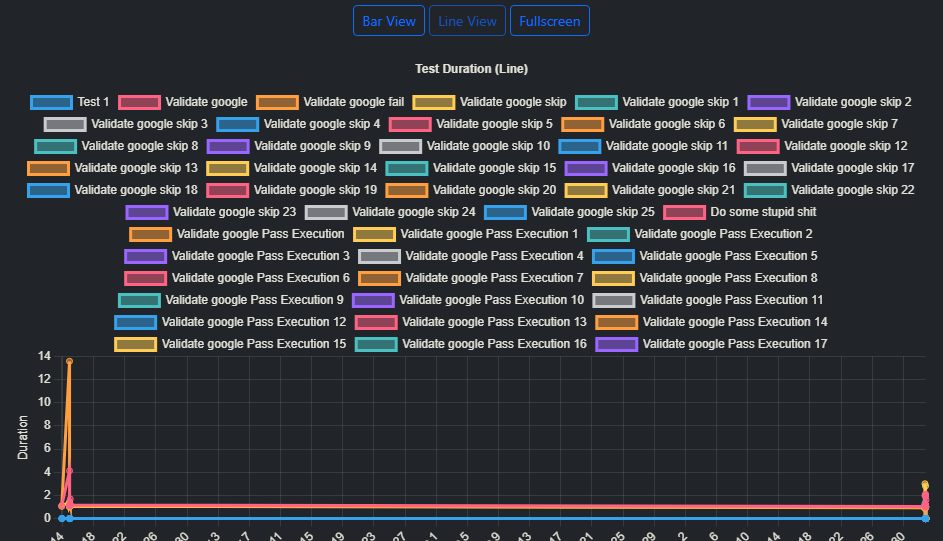 Bar View Line View Fullscreen
Test Duration (Line)
Test 1 Validate google Validate google fail Validate google skip Validate google skip 1 Validate google skip 2
Validate google skip 3 Validate google skip 4 Validate google skip 5 Validate google skip 6 Validate google skip 7
Validate google skip 8 Validate google skip 9 Validate google skip 10 Validate google skip 11 Validate google skip 12
Validate google skip 13 Validate google skip 14 Validate google skip 15 Validate google skip 16 Validate google skip 17
Validate google skip 18 Validate google skip 19 Validate google skip 20 Validate google skip 21 Validate google skip 22
Validate google skip 23 Validate google skip 24 Validate google skip 25 Do some stupid shit
Validate google Pass Execution Validate google Pass Execution 1 Validate google Pass Execution 2
Validate google Pass Execution 3 Validate google Pass Execution 4 Validate google Pass Execution 5
Validate google Pass Execution 6 Validate google Pass Execution 7 Validate google Pass Execution 8
Validate google Pass Execution 9 Validate google Pass Execution 10 Validate google Pass Execution 11
Validate google Pass Execution 12 Validate google Pass Execution 13 Validate google Pass Execution 14
Validate google Pass Execution 15 Validate google Pass Execution 16 Validate google Pass Execution 17
14
12
10
8
6
4
2
0
Duration